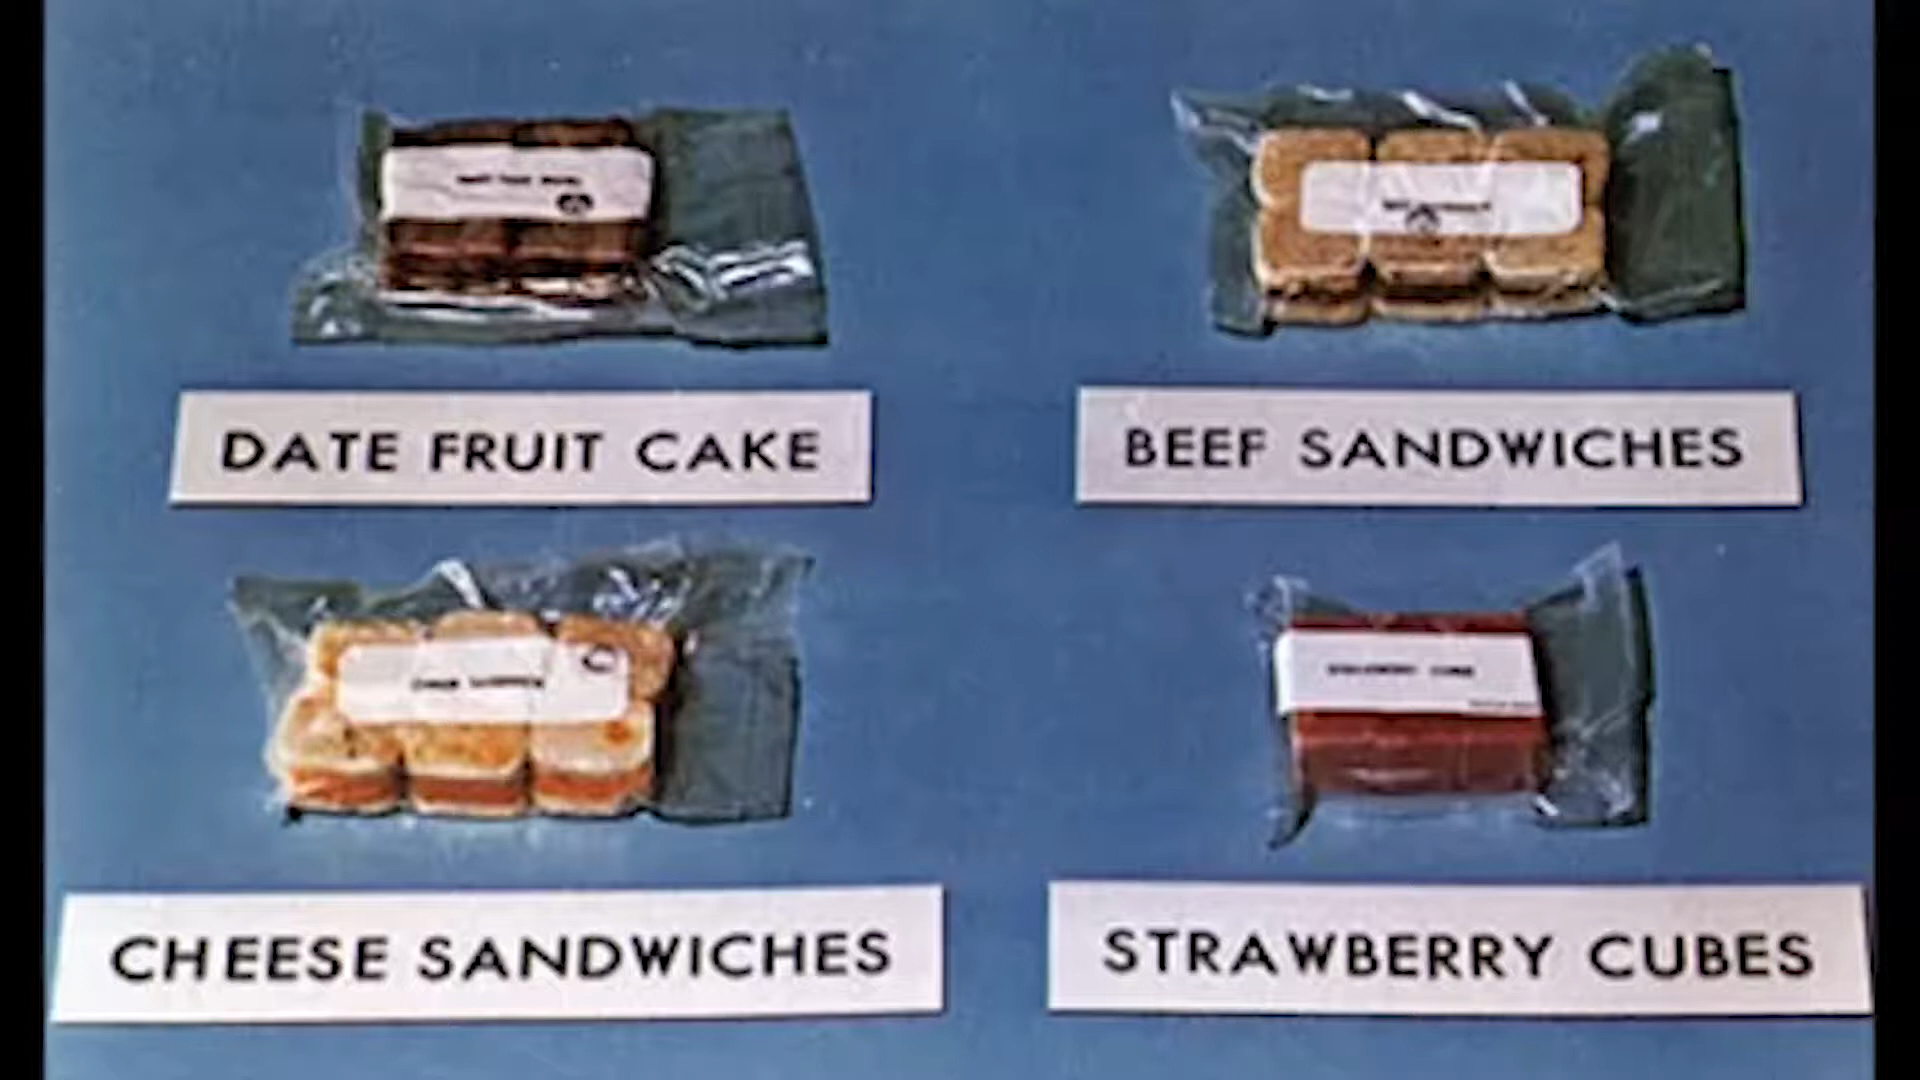 DATE FRUIT CAKE
BEEF SANDWICHES
CHEESE SANDWICHES
STRAWBERRY CUBES